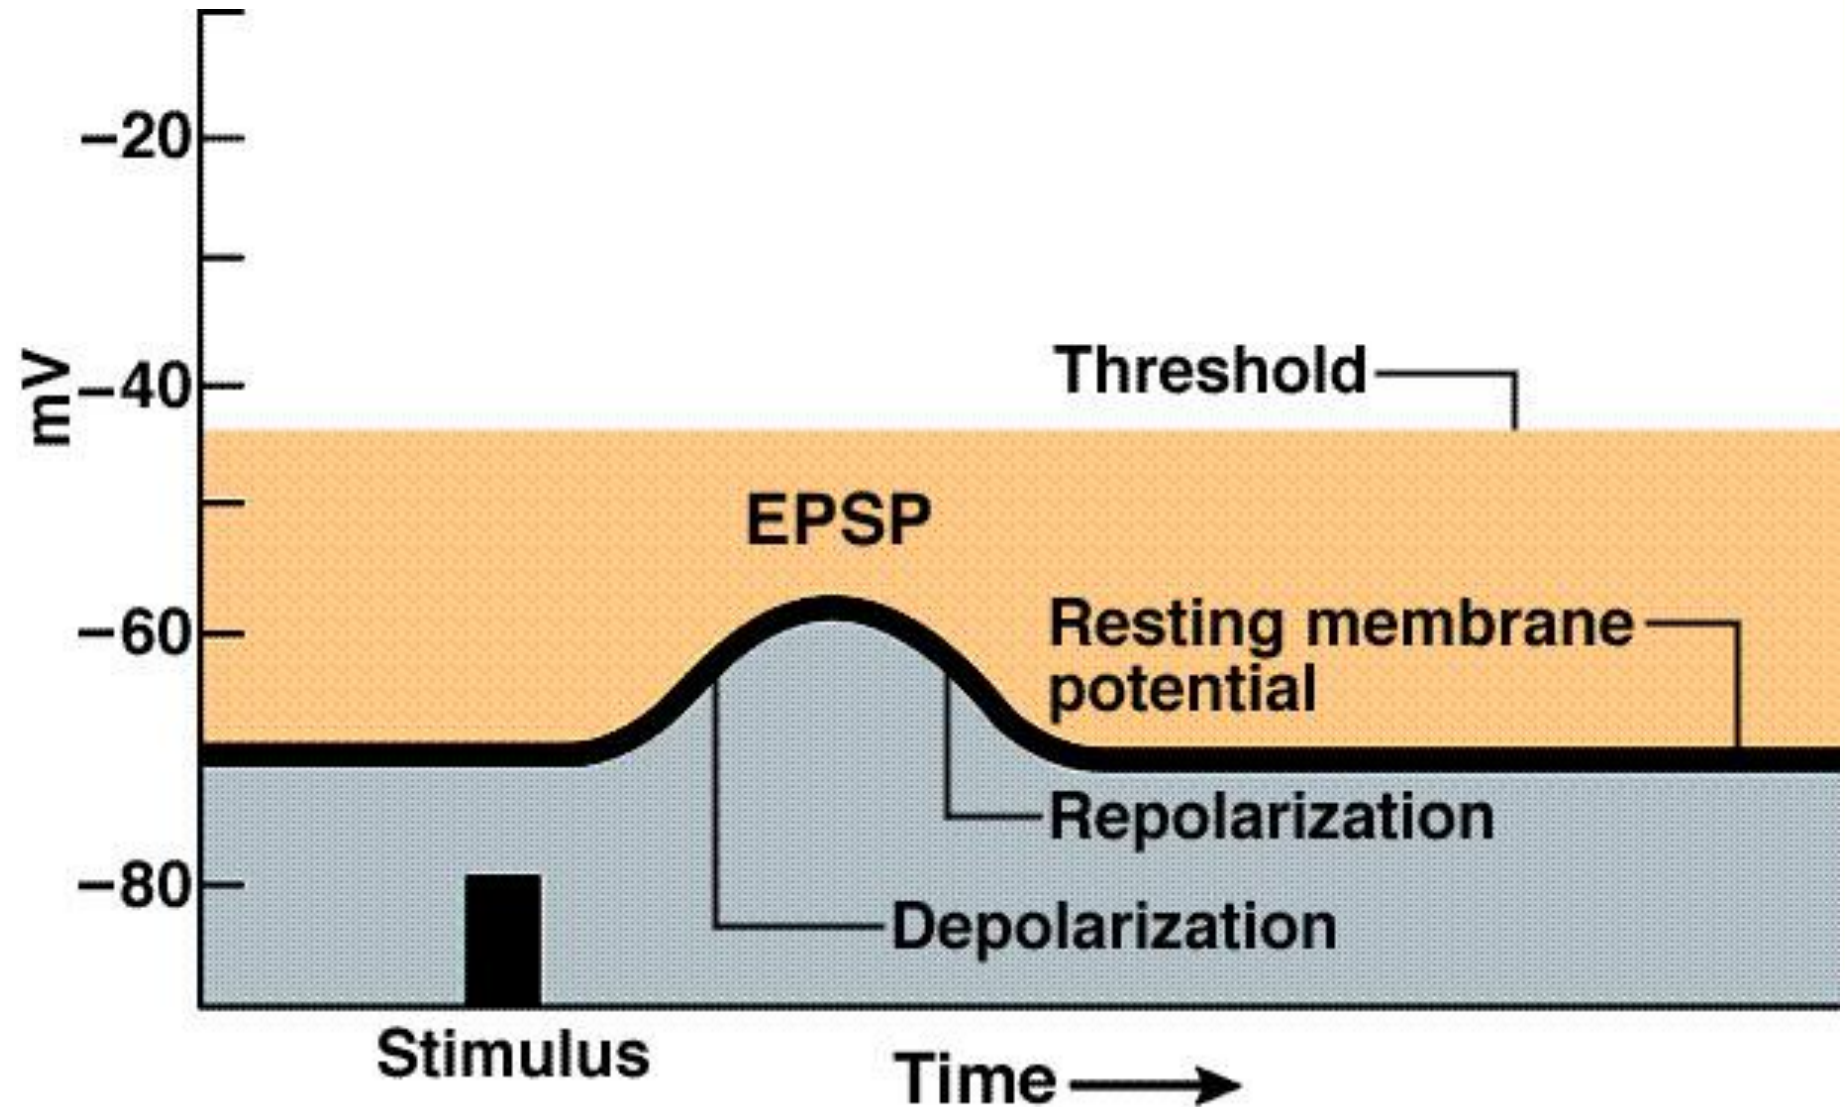 −20
mV
−40
Threshold
EPSP
−60
Resting membrane
potential
Repolarization
−80
Depolarization
Stimulus
Time